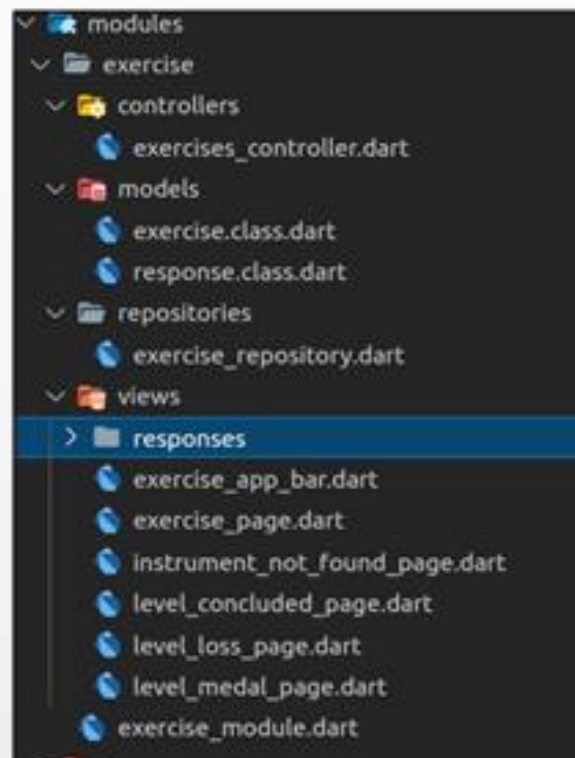 modules
exercise
controllers
exercises_controller.dart
models
exercise.class.dart
response.class.dart
repositories
exercise_repository.dart
views
responses
exercise_app_bar.dart
exercise_page.dart
instrument_not_found_page.dart
level_concluded_page.dart
level_loss_page.dart
level_medal_page.dart
exercise_module.dart